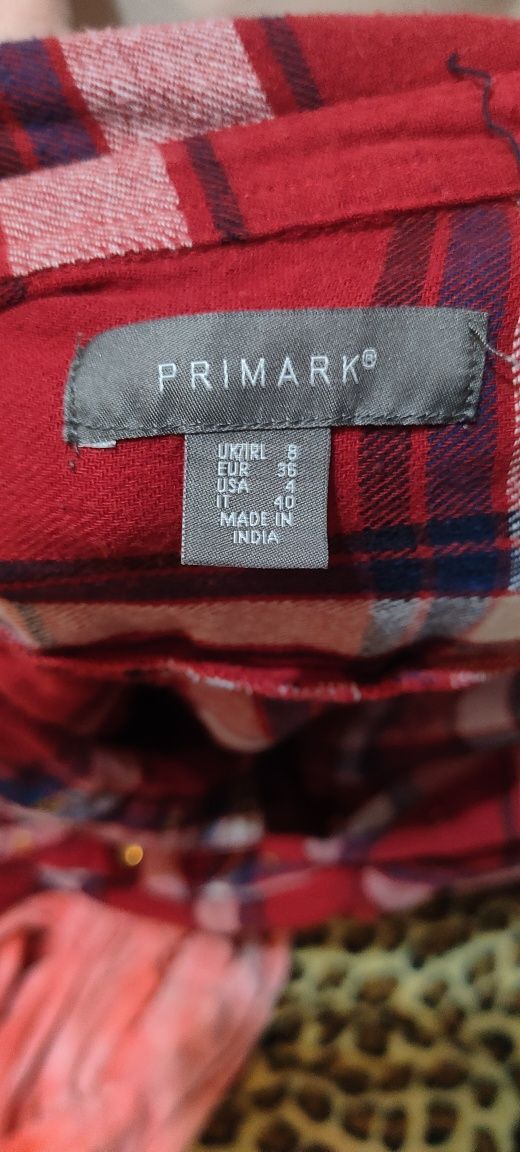 PRIMARK®
UK/IRL 8
EUR 36
USA 4
IT 40
MADE IN
INDIA